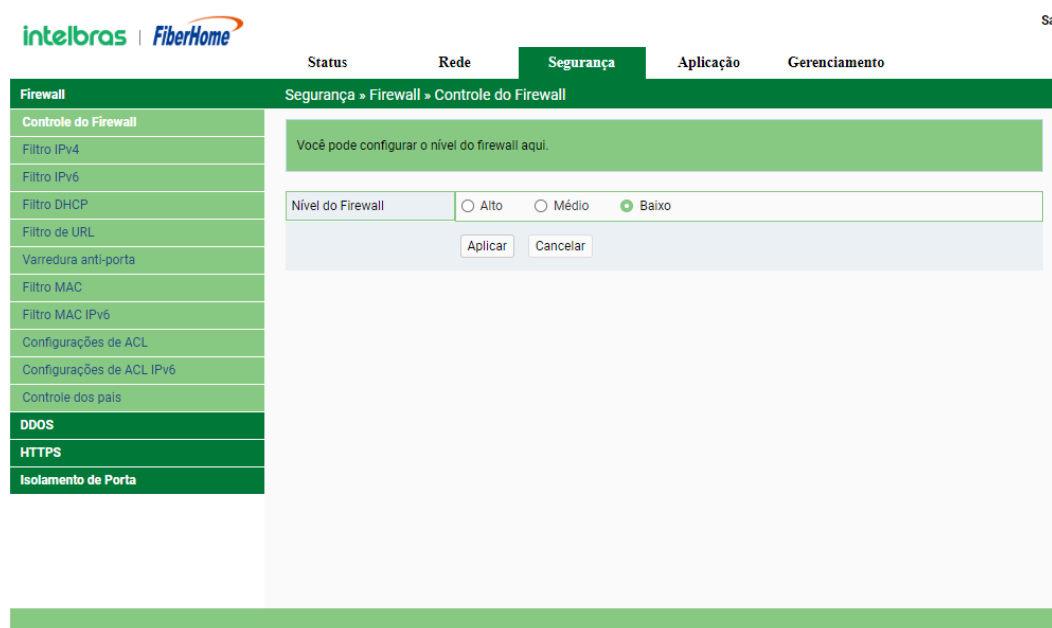 intelbras | FiberHome
Status Rede Segurança Aplicação Gerenciamento
Firewall
Segurança » Firewall » Controle do Firewall
Controle do Firewall
Filtro IPv4
Filtro IPv6
Filtro DHCP
Filtro de URL
Varredura anti-porta
Filtro MAC
Filtro MAC IPv6
Configurações de ACL
Configurações de ACL IPv6
Controle dos pais
DDOS
HTTPS
Isolamento de Porta
Você pode configurar o nível do firewall aqui.
Nível do Firewall Alto Médio Baixo
Aplicar Cancelar